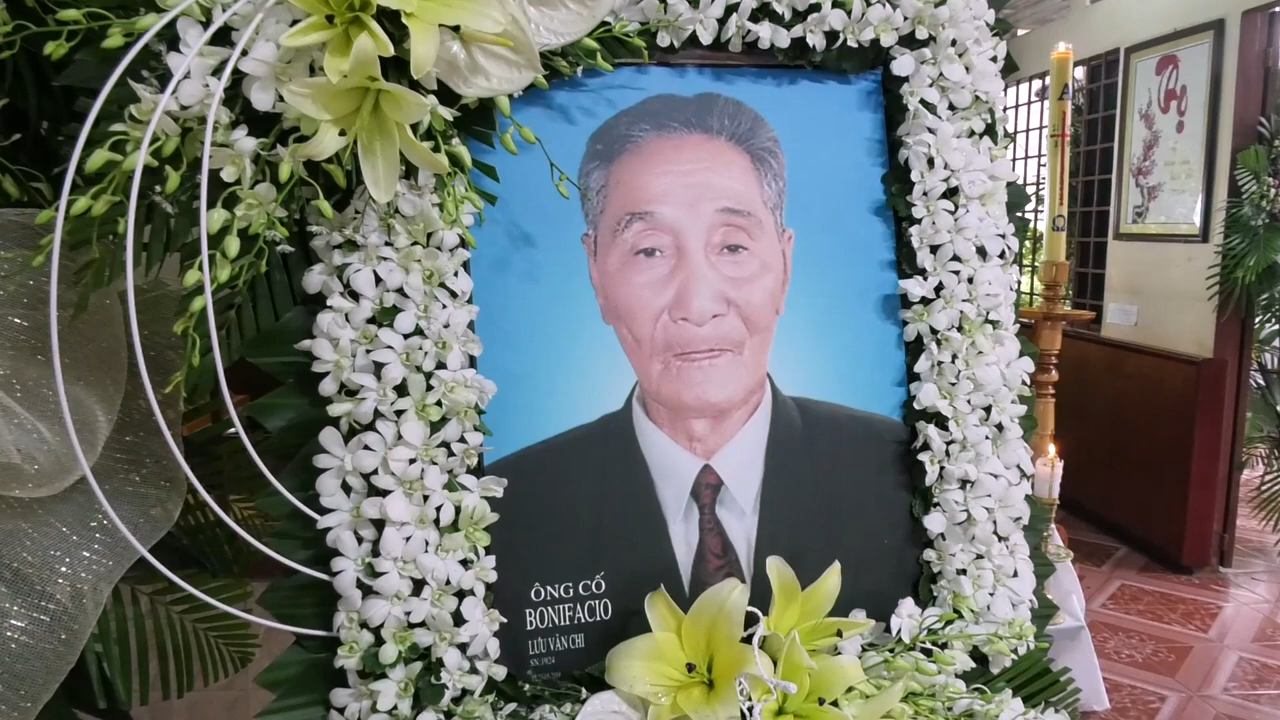 ÔNG CỐ
BONIFACIO
LƯU VĂN CHI
SN:1924
A
Ω